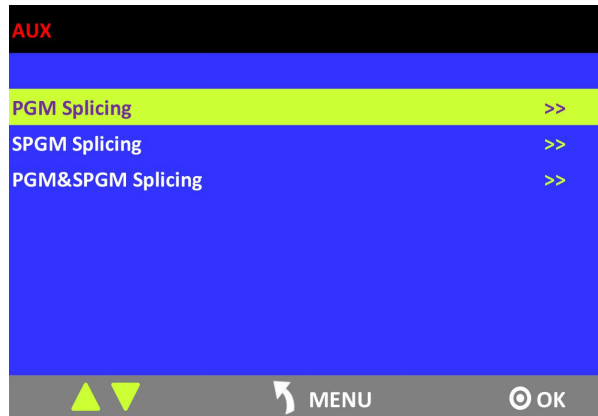 AUX
PGM Splicing >>
SPGM Splicing >>
PGM&SPGM Splicing >>
MENU OK